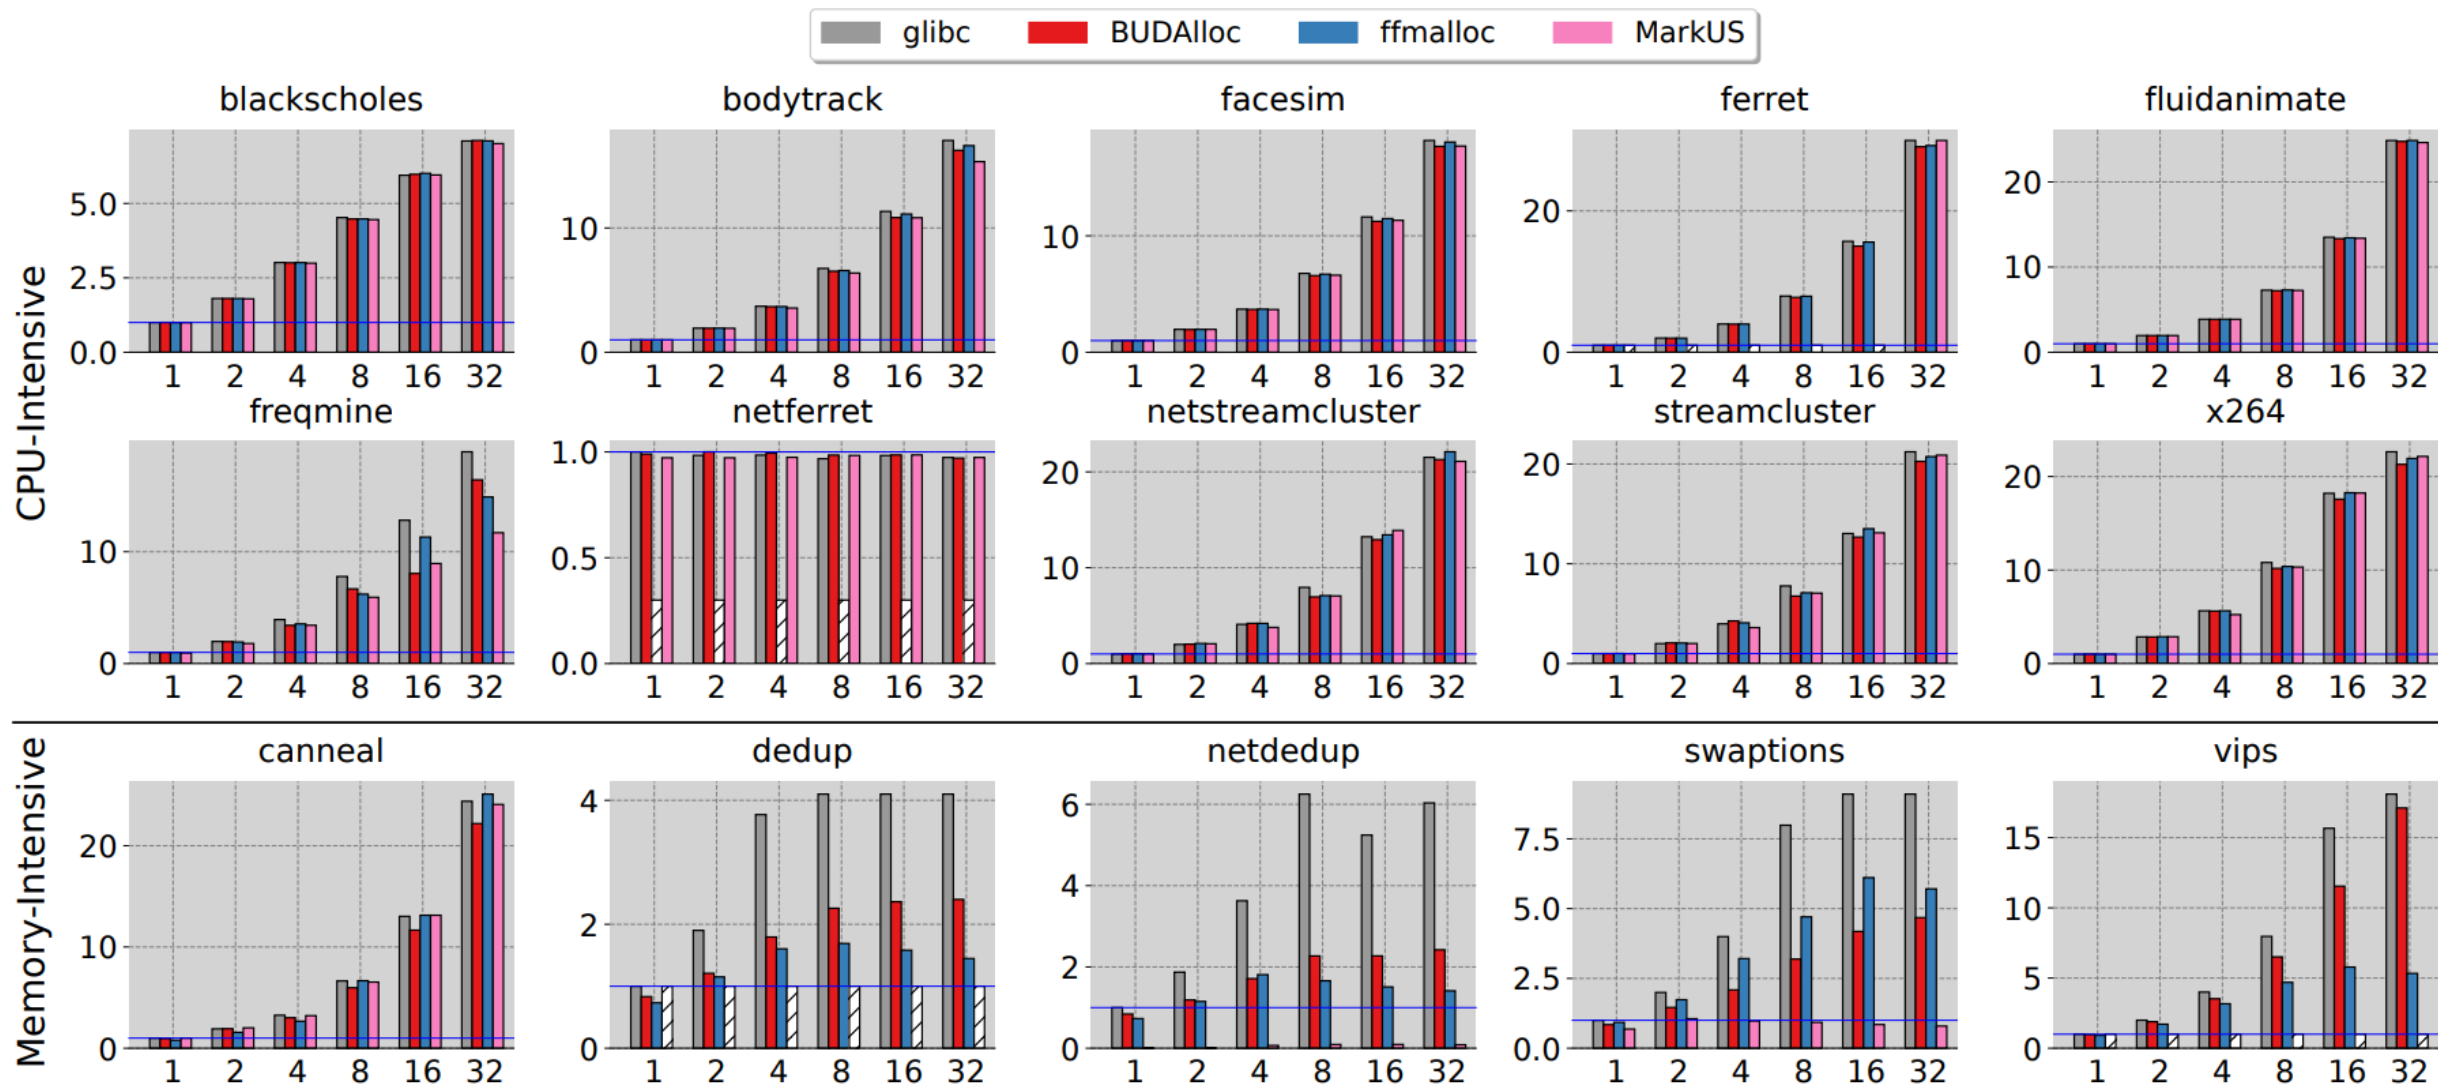 glibc BUDAlloc ffmalloc MarkUS
CPU-Intensive
blackscholes bodytrack facesim ferret fluidanimate
5.0 2.5 0.0
10 0
10 0
20 0
20 10 0
1 2 4 8 16 32 1 2 4 8 16 32 1 2 4 8 16 32 1 2 4 8 16 32 1 2 4 8 16 32
freqmine netferret netstreamcluster streamcluster x264
10 0
1.0 0.5 0.0
20 10 0
20 10 0
20 10 0
1 2 4 8 16 32 1 2 4 8 16 32 1 2 4 8 16 32 1 2 4 8 16 32 1 2 4 8 16 32
Memory-Intensive
canneal dedup netdedup swaptions vips
20 10 0
4 2 0
6 4 2 0
7.5 5.0 2.5 0.0
15 10 5 0
1 2 4 8 16 32 1 2 4 8 16 32 1 2 4 8 16 32 1 2 4 8 16 32 1 2 4 8 16 32